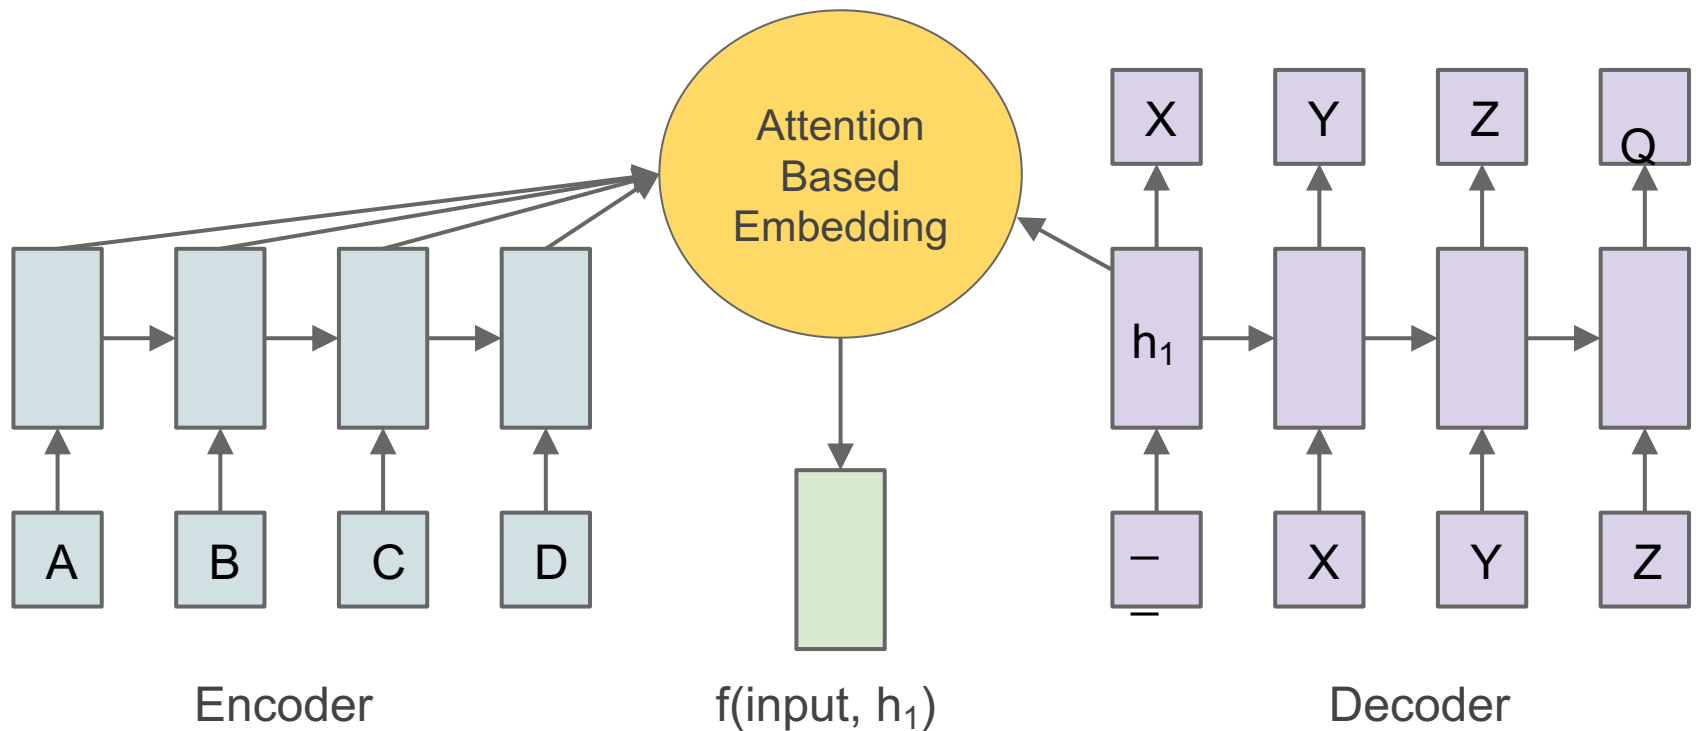 Attention
Based
Embedding
X Y Z Q
h₁
A B C D
_ _ X Y Z
Encoder
f(input, h₁)
Decoder